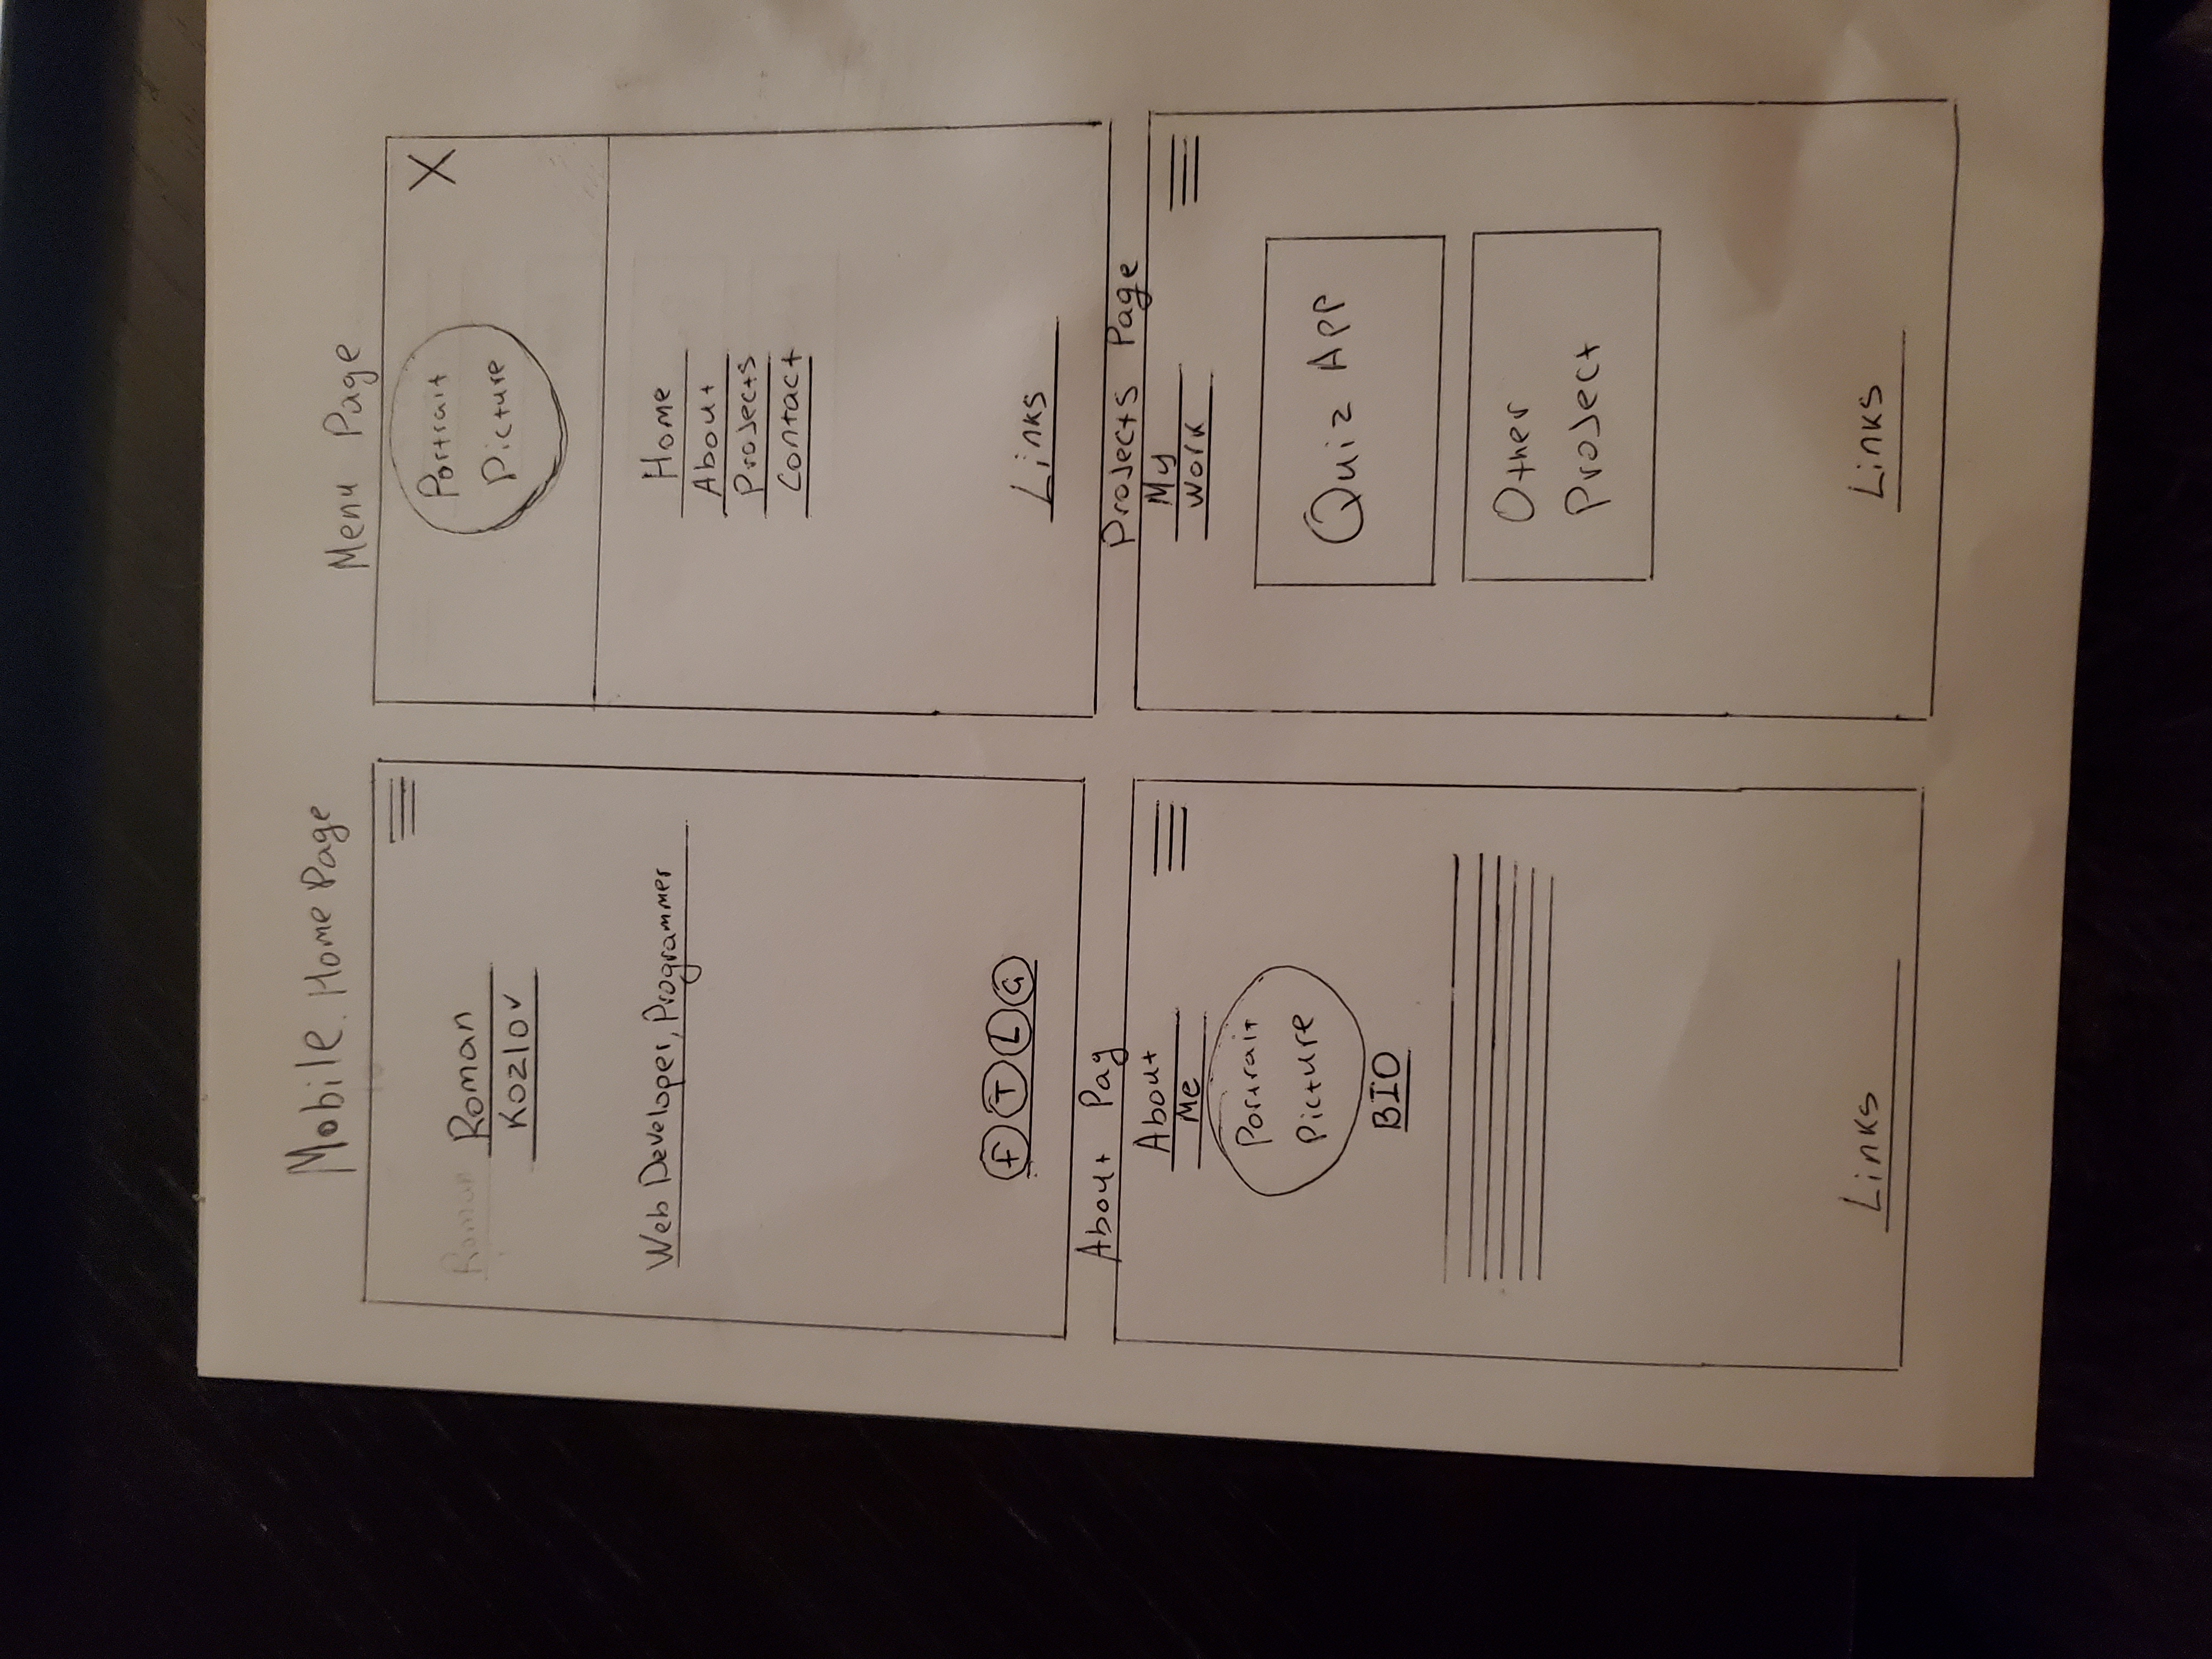 Mobile. Home Page
Roman Roman
Kozlov
Web Developer, Programmer
F T L G
Menu Page
Portrait
Picture
X
Home
About
Projects
Contact
Links
About Pag
About
Me
Portrait
Picture
BIO
Links
Projects Page
My
Work
Quiz App
Other
Project
Links